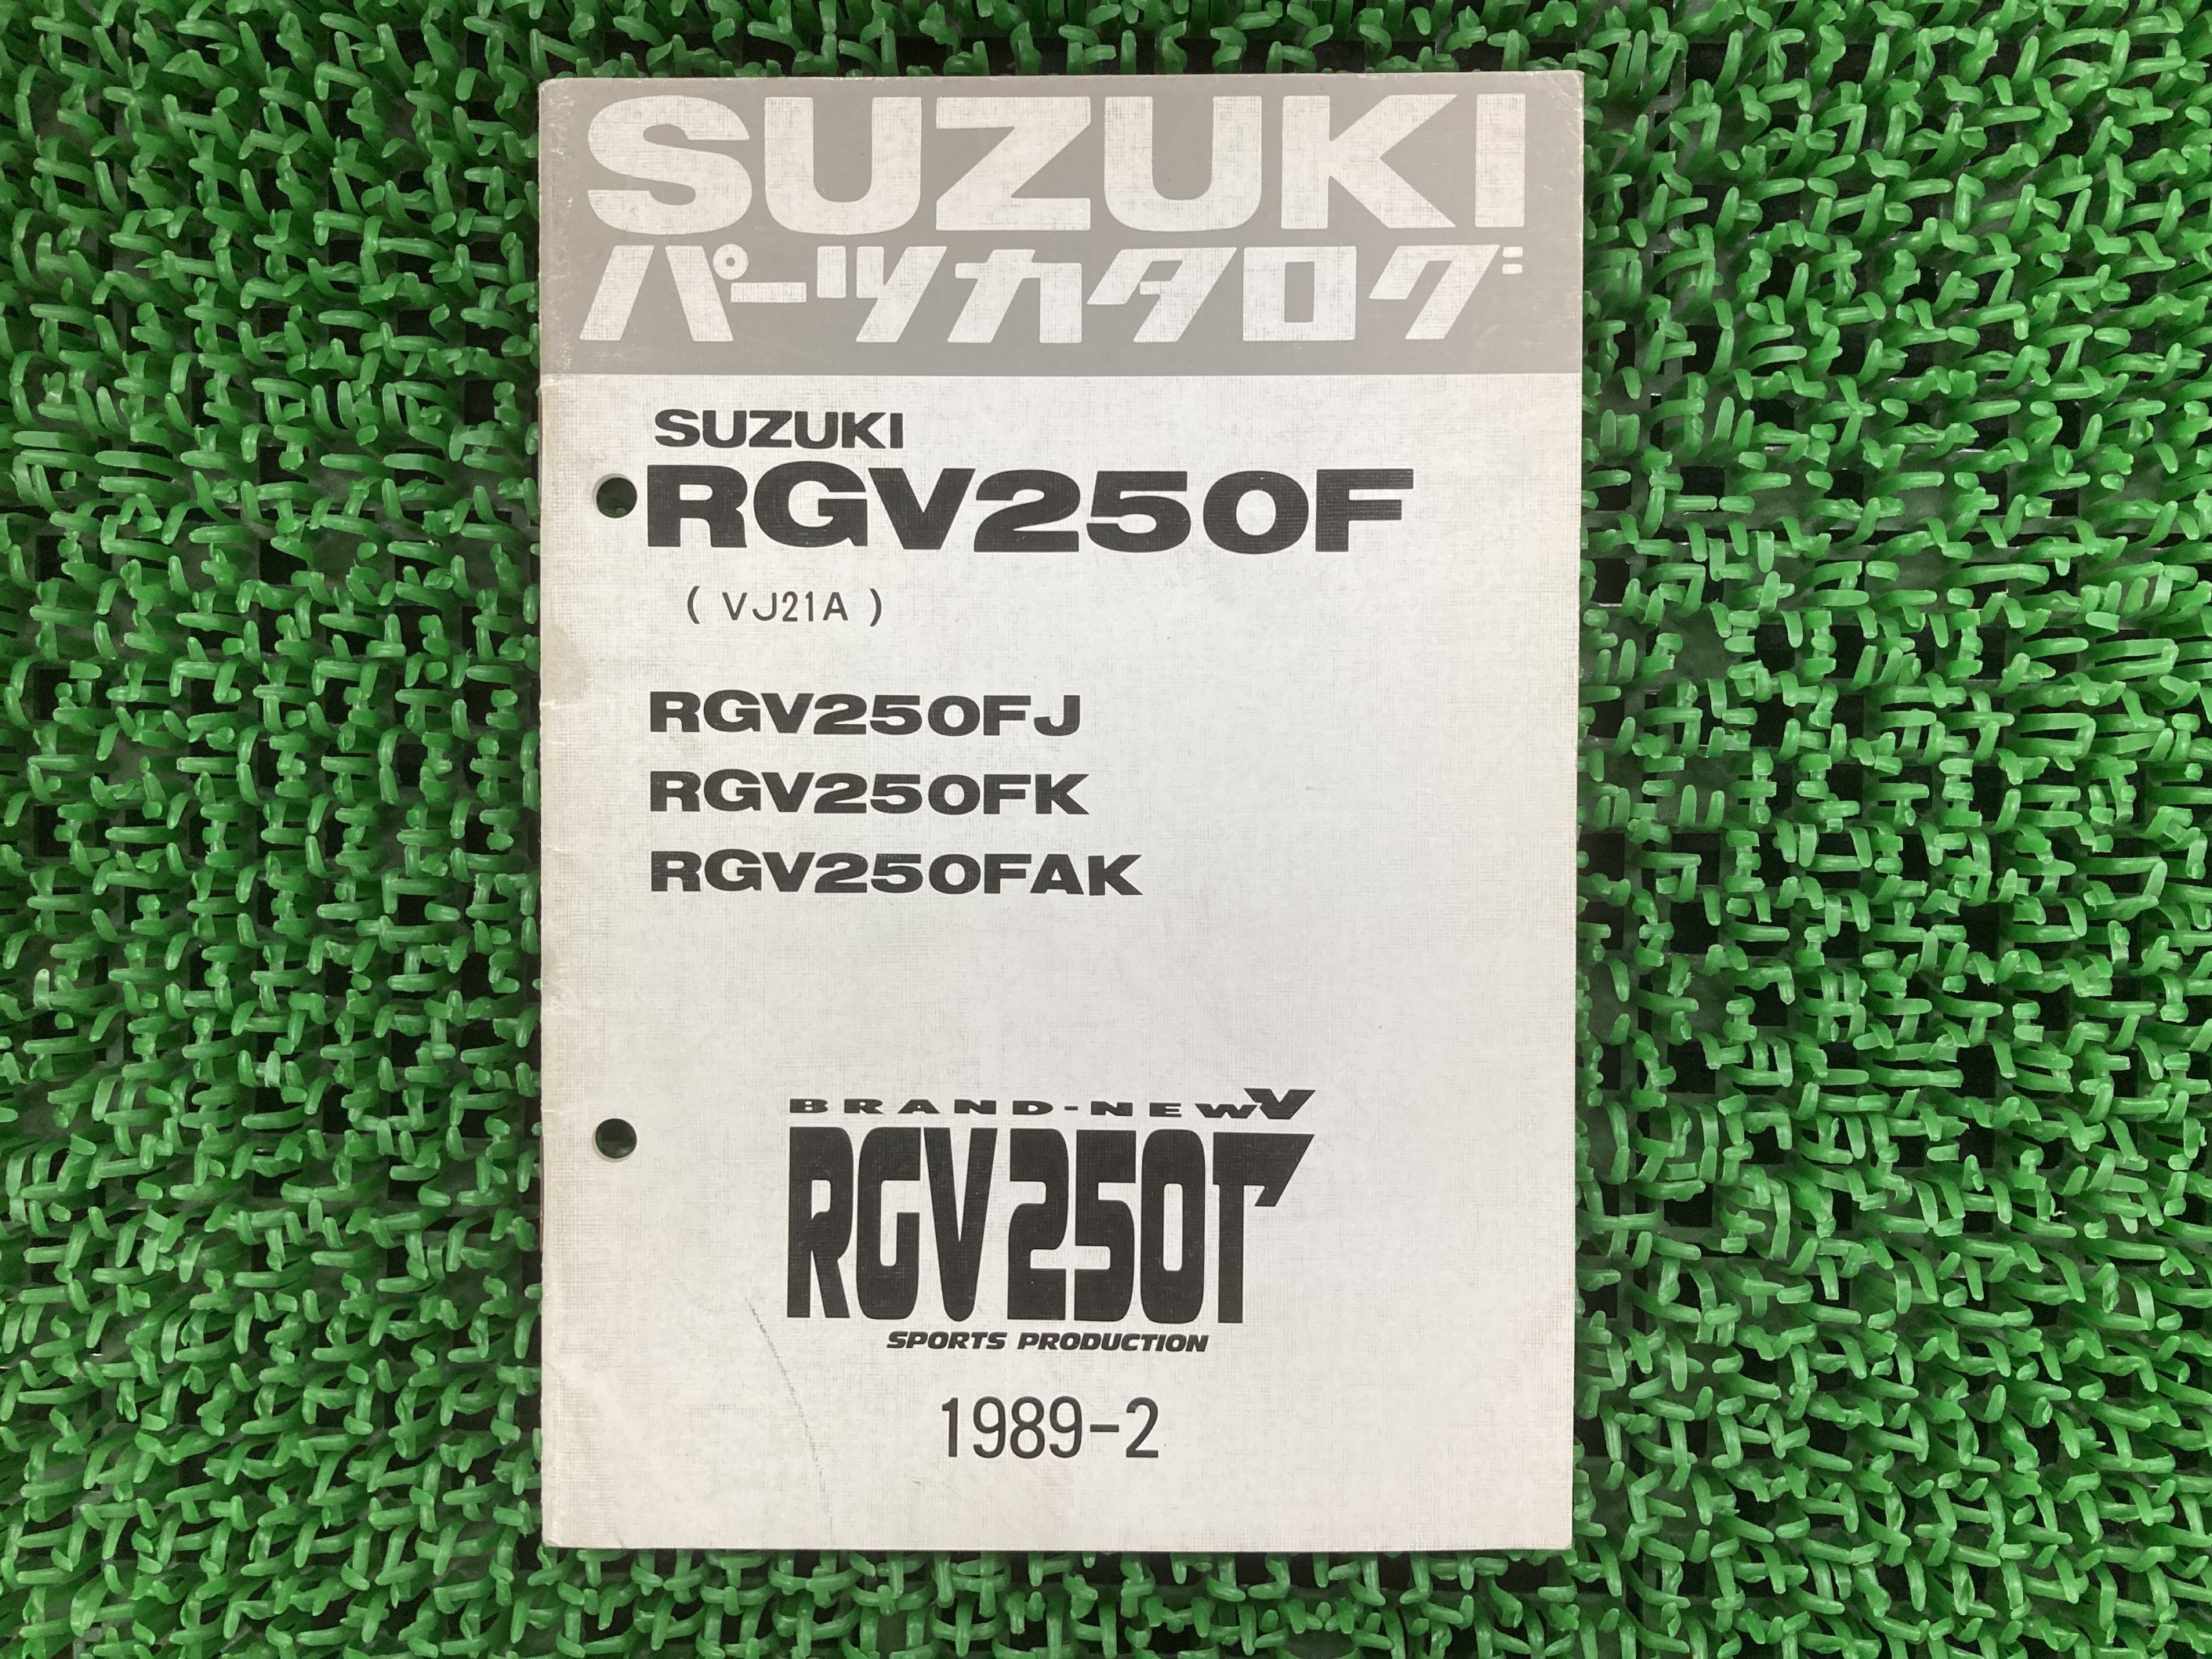 SUZUKI
パーツカタログ
SUZUKI
RGV250F
( VJ21A )
RGV250FJ
RGV250FK
RGV250FAK
BRAND-NEW V
RGV250Γ
SPORTS PRODUCTION
1989-2